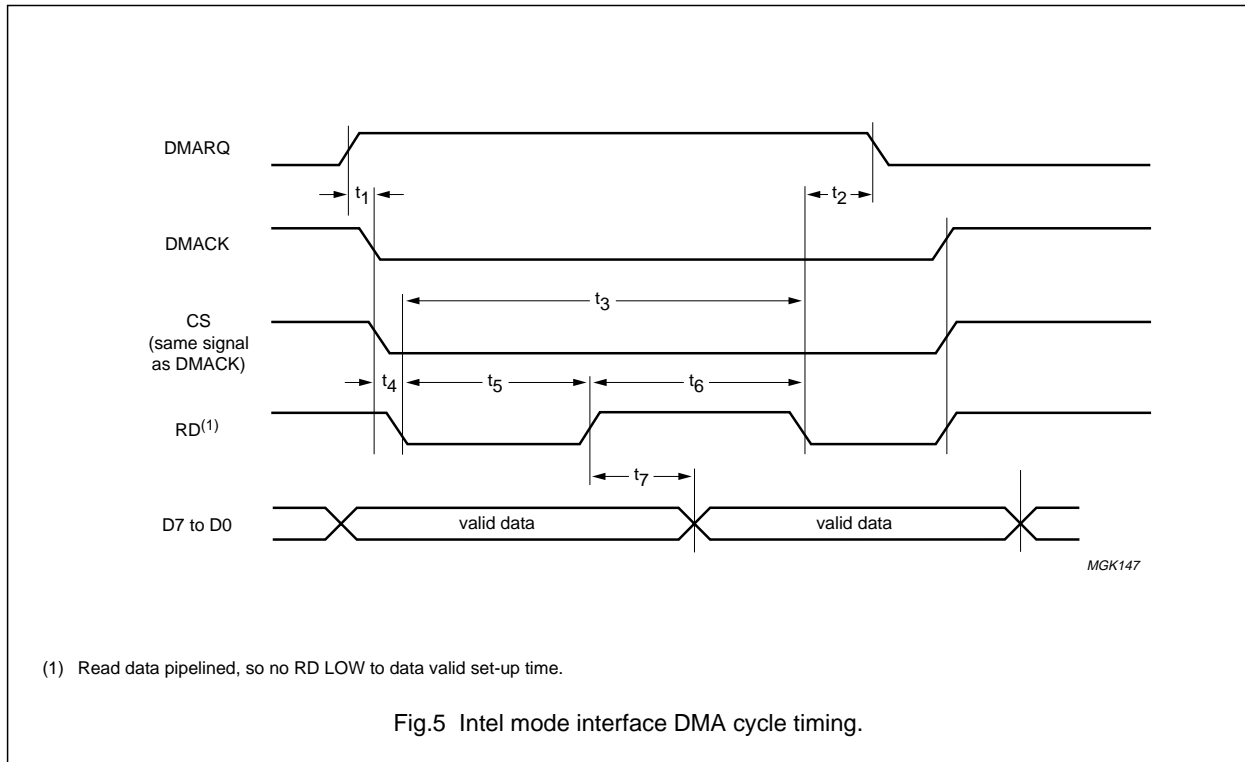 DMARQ
t1
t2
DMACK
t3
CS
(same signal
as DMACK)
t4
t5
t6
RD(1)
t7
D7 to D0
valid data
valid data
MGK147
(1) Read data pipelined, so no RD LOW to data valid set-up time.
Fig.5 Intel mode interface DMA cycle timing.